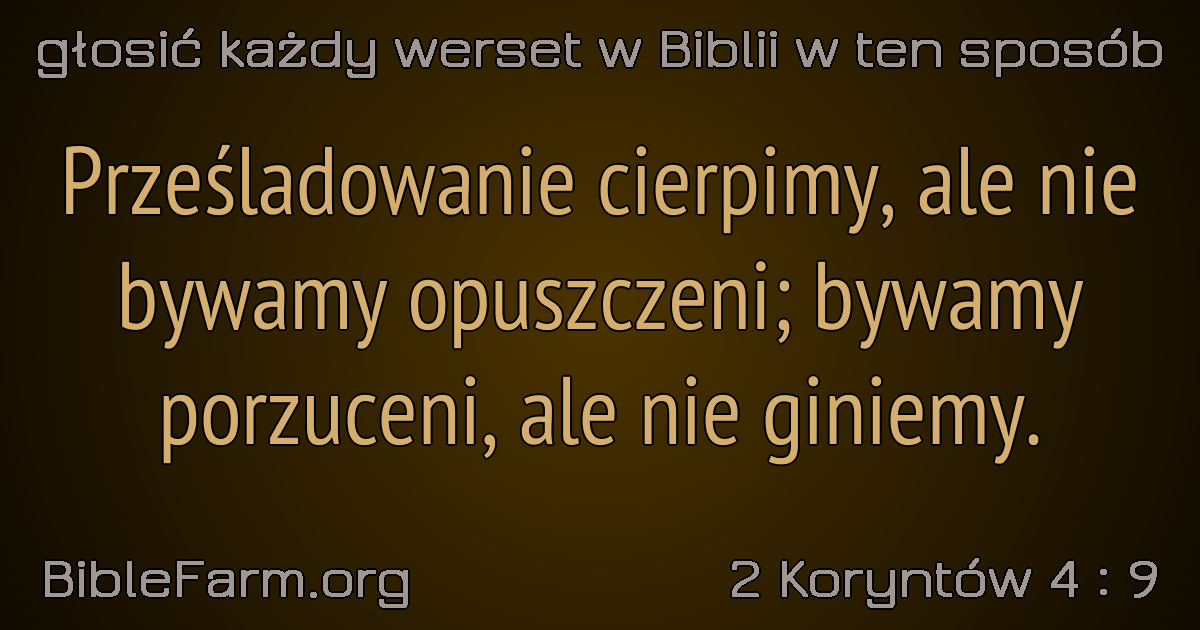 głosić każdy werset w Biblii w ten sposób
Prześladowanie cierpimy, ale nie
bywamy opuszczeni; bywamy
porzuceni, ale nie giniemy.
BibleFarm.org
2 Koryntów 4 : 9